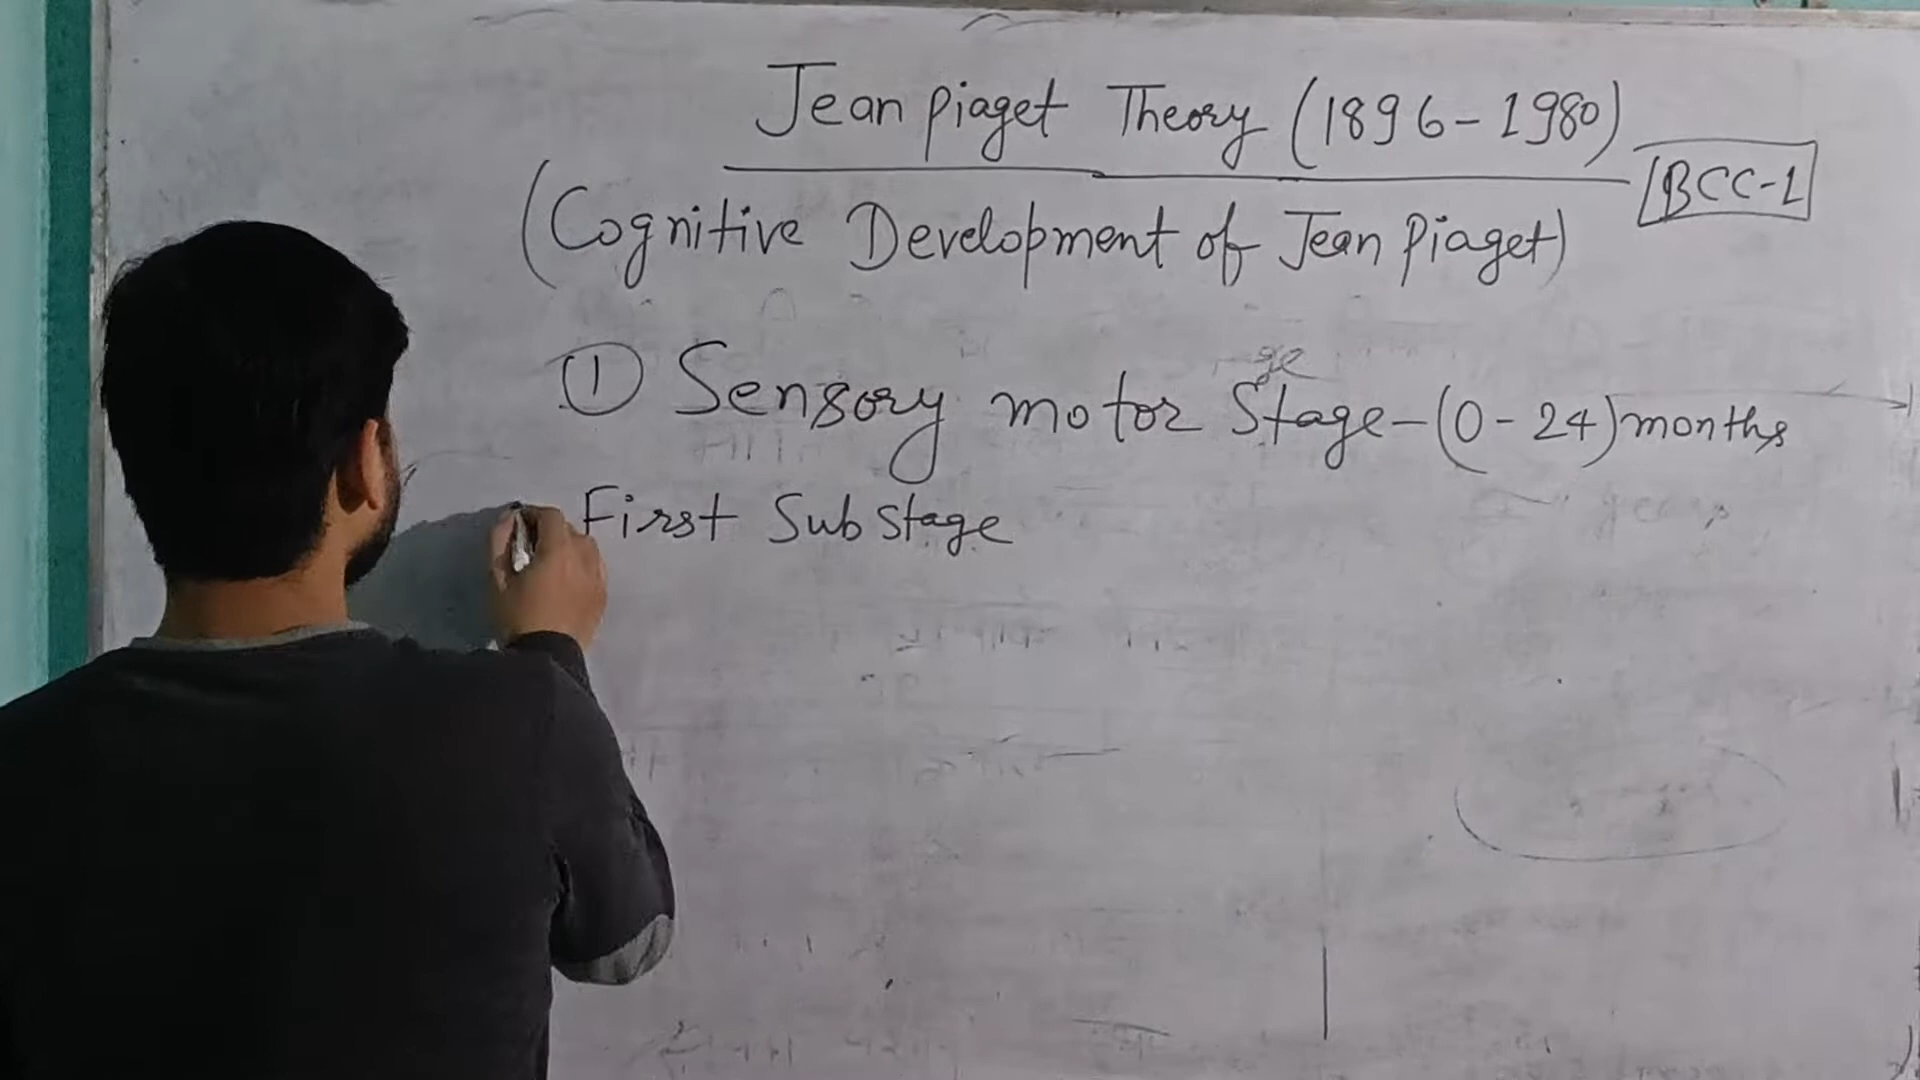 Jean Piaget Theory (1896-1980)
BCC-1
(Cognitive Development of Jean Piaget)
① Sensory motor Stage-(0-24) months
First Sub stage